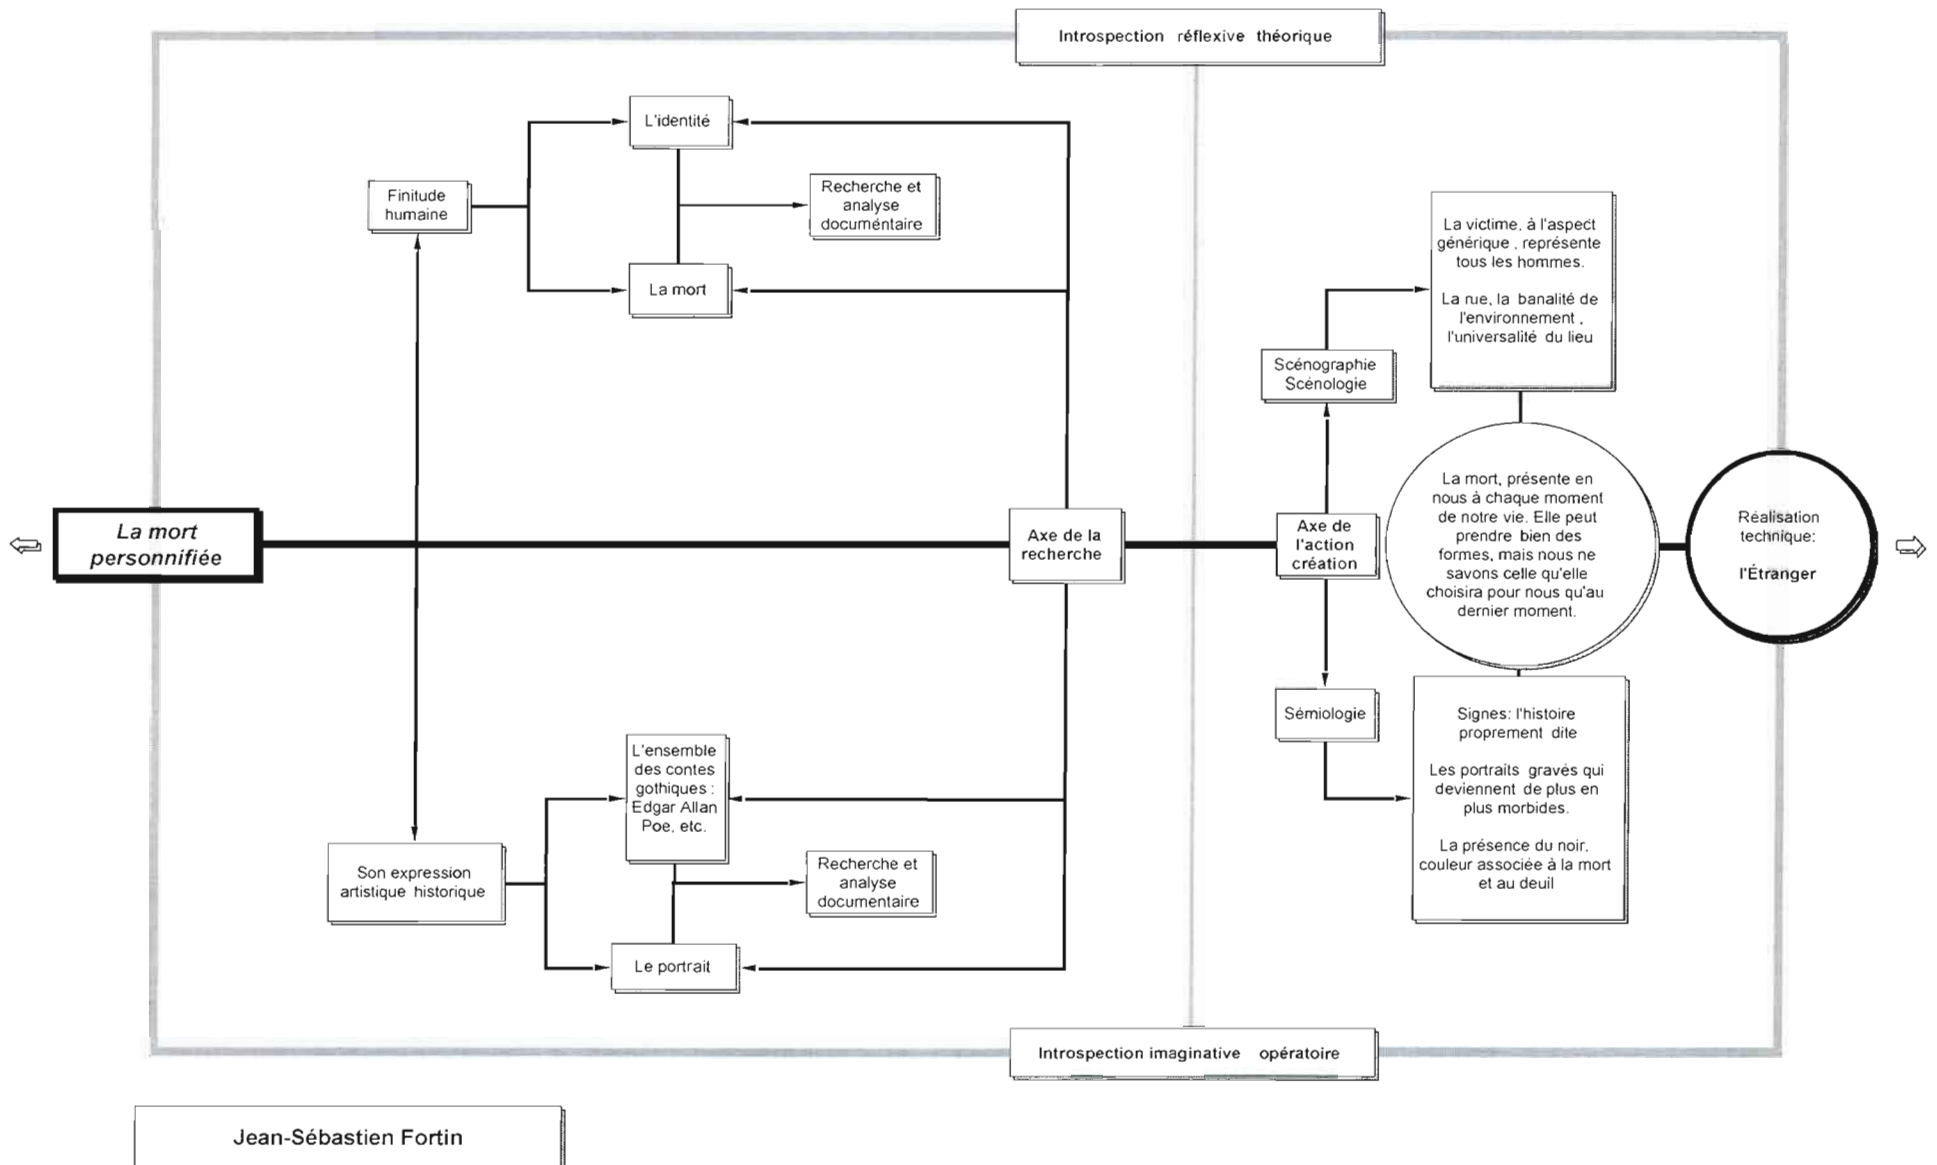 Introspection réflexive théorique
L'identité
Finitude
humaine
Recherche et
analyse
documéntaire
La mort
La victime, à l'aspect
générique , représente
tous les hommes.
La rue, la banalité de
l'environnement ,
l'universalité du lieu
Scénographie
Scénologie
La mort
personnifiée
Axe de la
recherche
Axe de
l'action
création
La mort, présente en
nous à chaque moment
de notre vie. Elle peut
prendre bien des
formes, mais nous ne
savons celle qu'elle
choisira pour nous qu'au
dernier moment.
Réalisation
technique:
l'Étranger
Sémiologie
Signes: l'histoire
proprement dite
Les portraits gravés qui
deviennent de plus en
plus morbides.
La présence du noir,
couleur associée à la mort
et au deuil
L'ensemble
des contes
gothiques :
Edgar Allan
Poe, etc.
Son expression
artistique historique
Recherche et
analyse
documentaire
Le portrait
Introspection imaginative opératoire
Jean-Sébastien Fortin